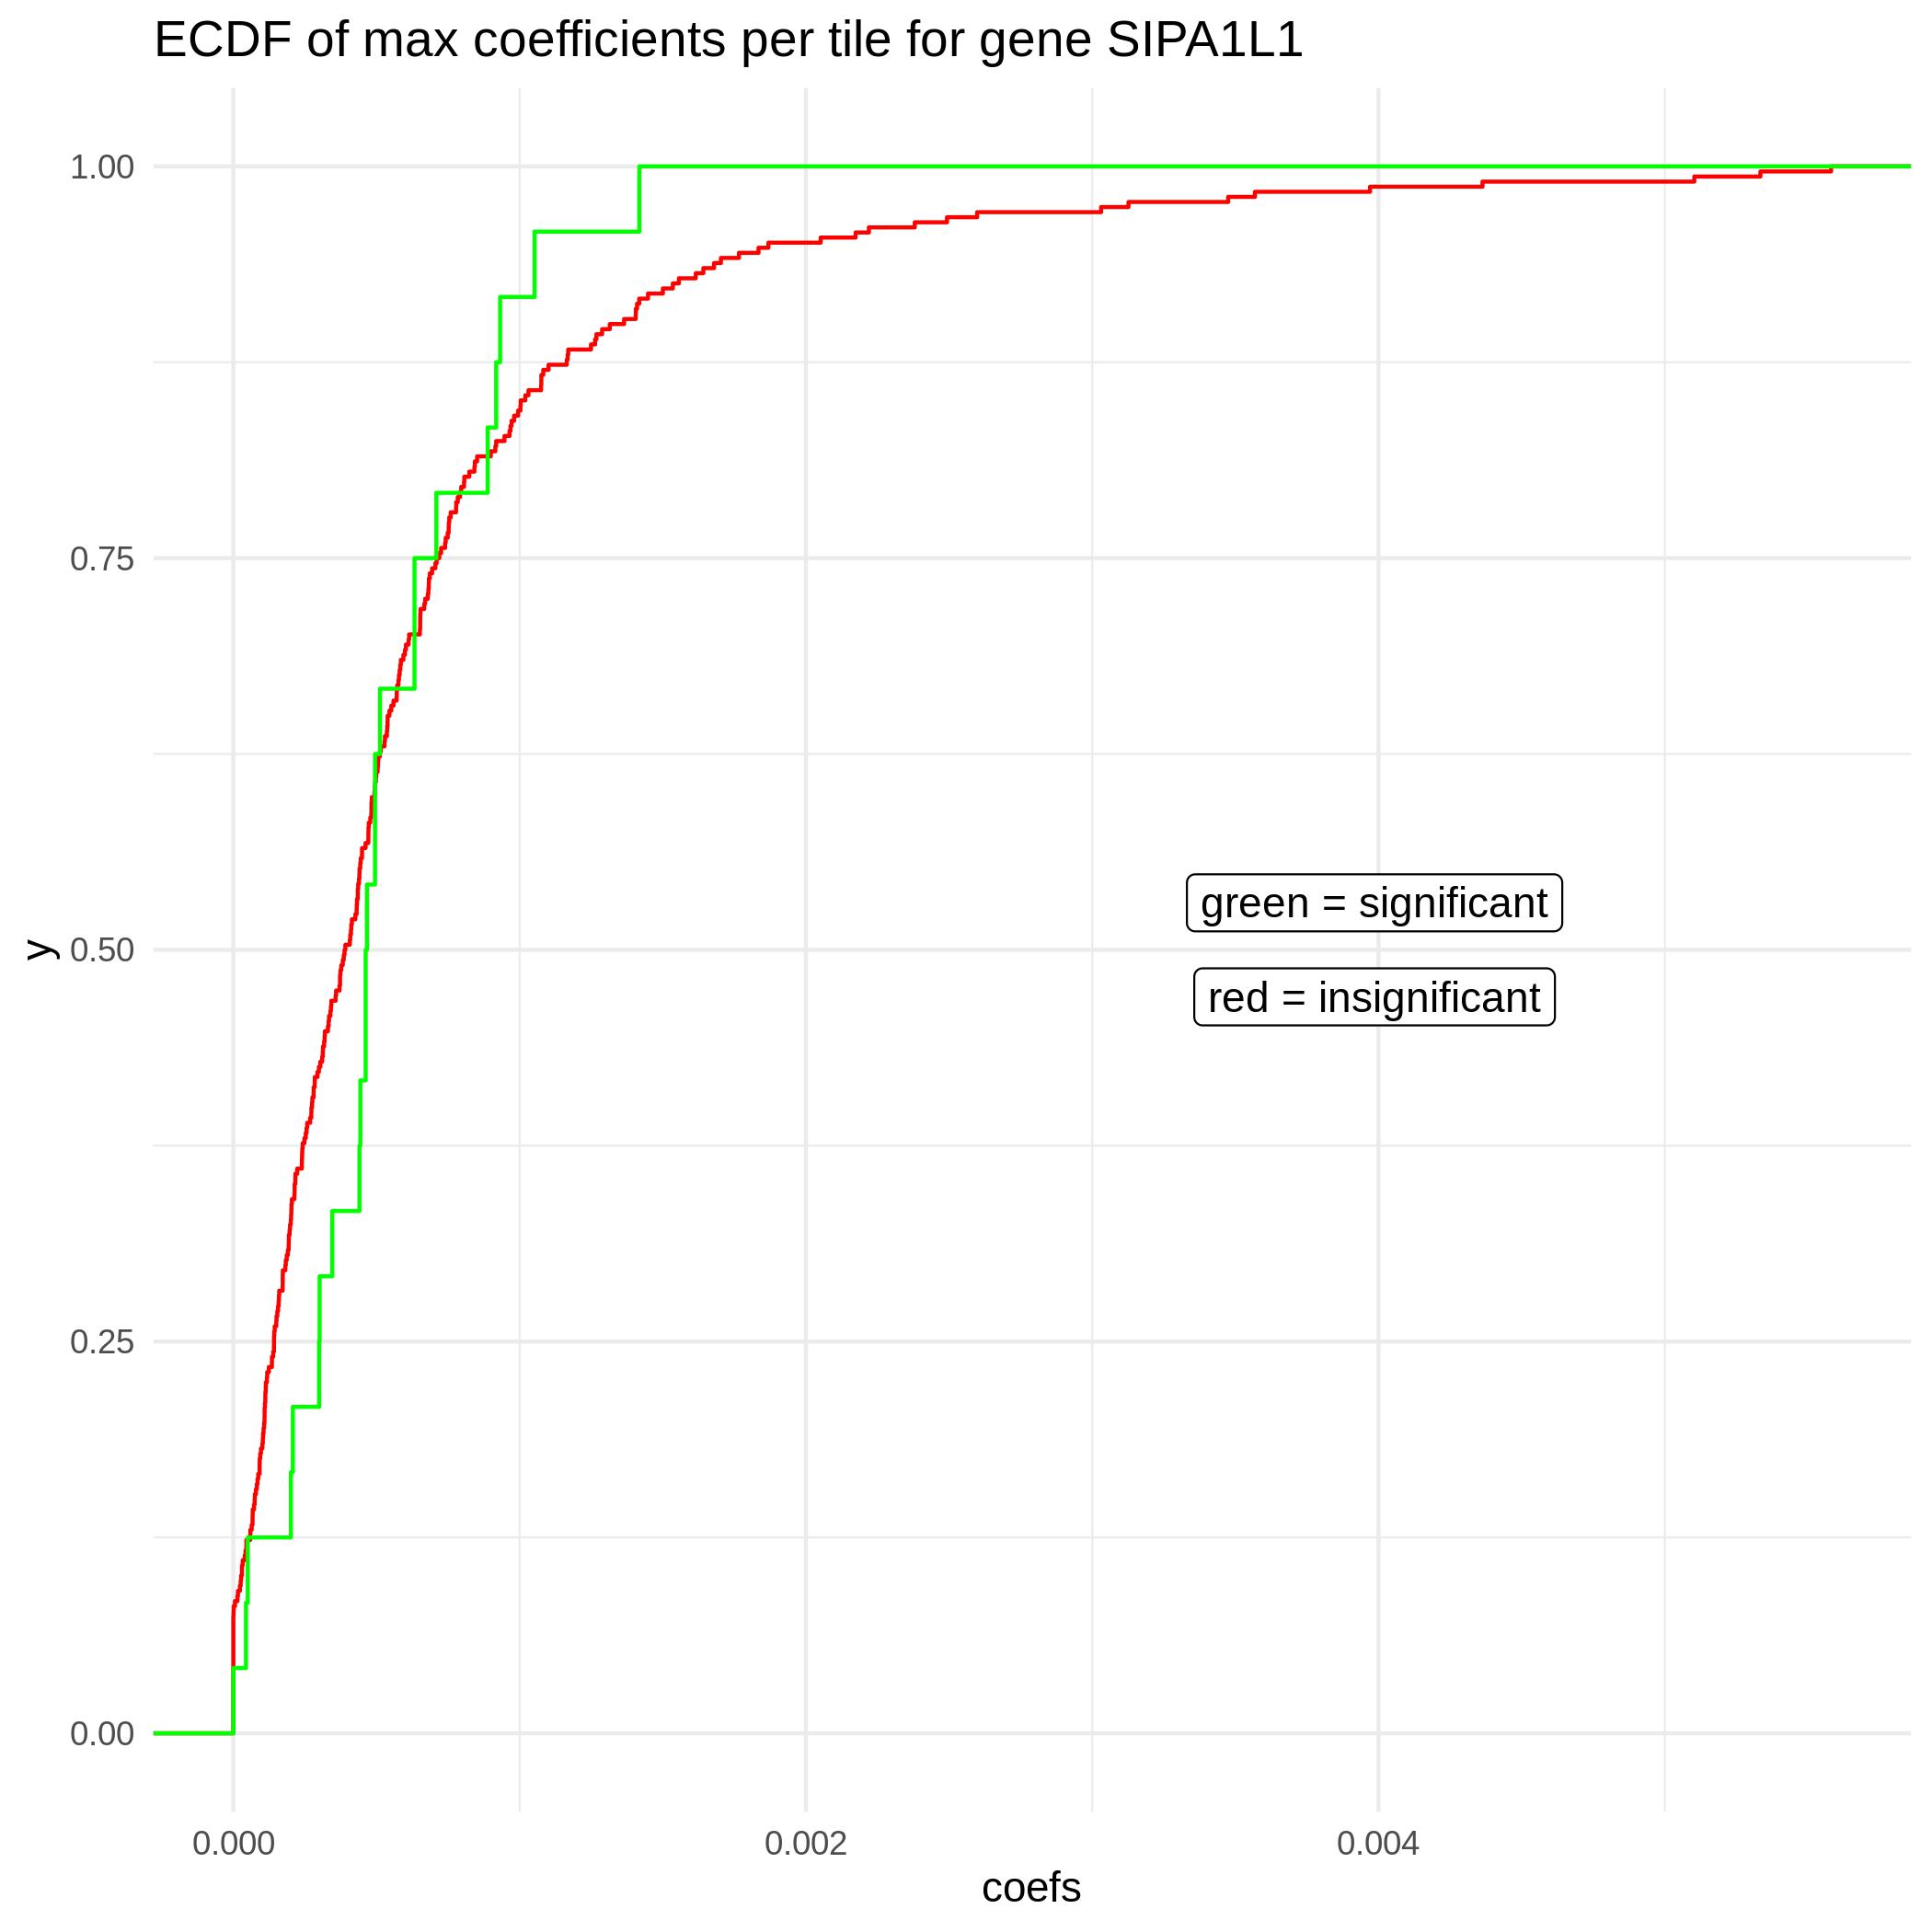 ECDF of max coefficients per tile for gene SIPA1L1
1.00
0.75
0.50
0.25
0.00
y
green = significant
red = insignificant
0.000
0.002
0.004
coefs